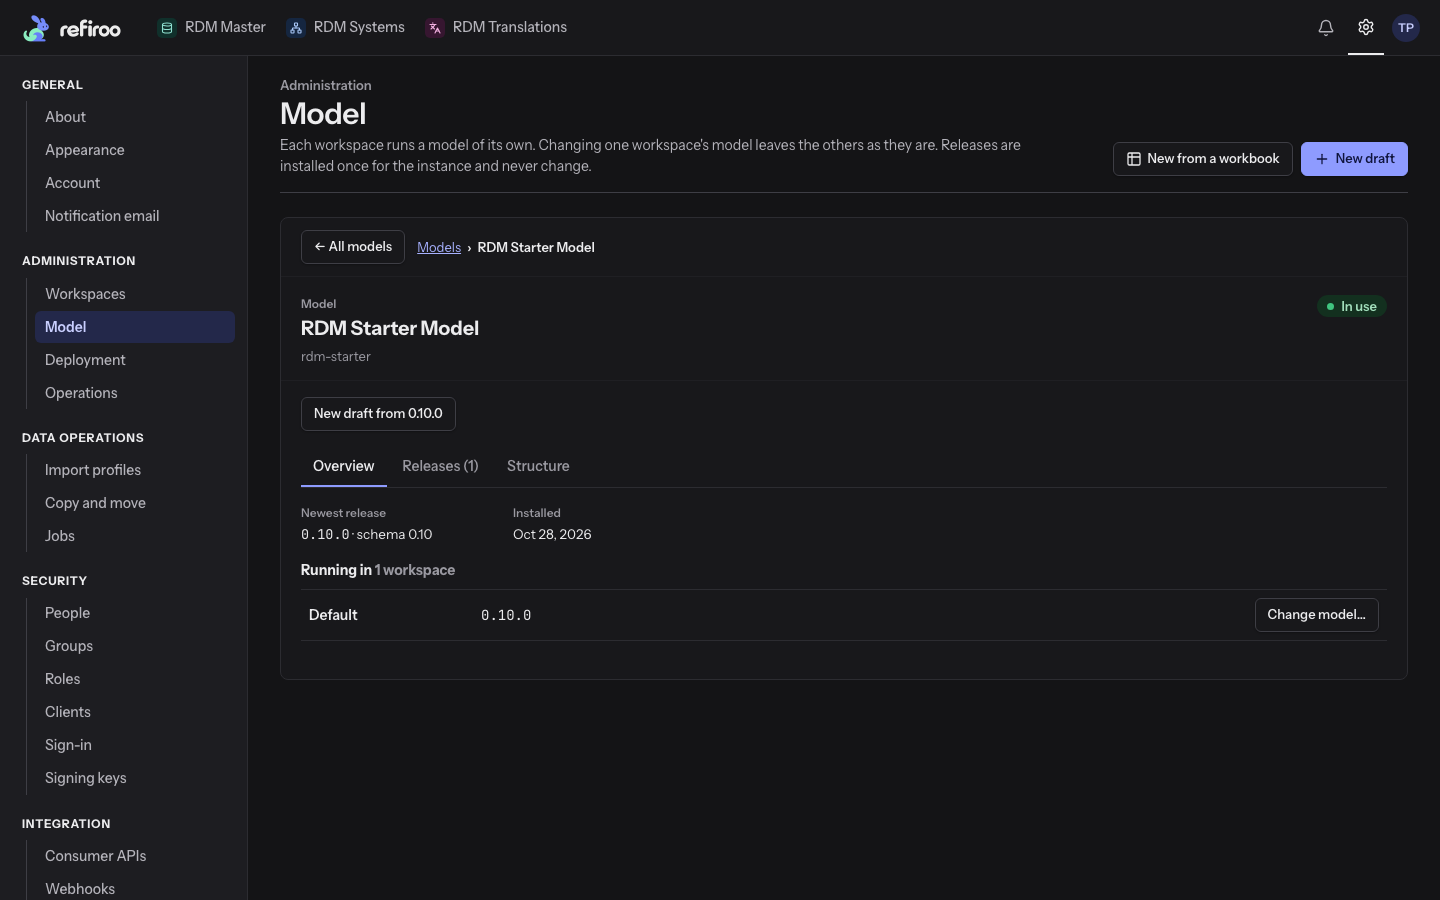 refiroo
RDM Master
RDM Systems
RDM Translations
TP
GENERAL
About
Appearance
Account
Notification email
ADMINISTRATION
Workspaces
Model
Deployment
Operations
DATA OPERATIONS
Import profiles
Copy and move
Jobs
SECURITY
People
Groups
Roles
Clients
Sign-in
Signing keys
INTEGRATION
Consumer APIs
Webhooks
Administration
Model
Each workspace runs a model of its own. Changing one workspace's model leaves the others as they are. Releases are
installed once for the instance and never change.
New from a workbook
+ New draft
← All models
Models › RDM Starter Model
Model
RDM Starter Model
rdm-starter
In use
New draft from 0.10.0
Overview
Releases (1)
Structure
Newest release
0.10.0 · schema 0.10
Installed
Oct 28, 2026
Running in 1 workspace
Default
0.10.0
Change model...